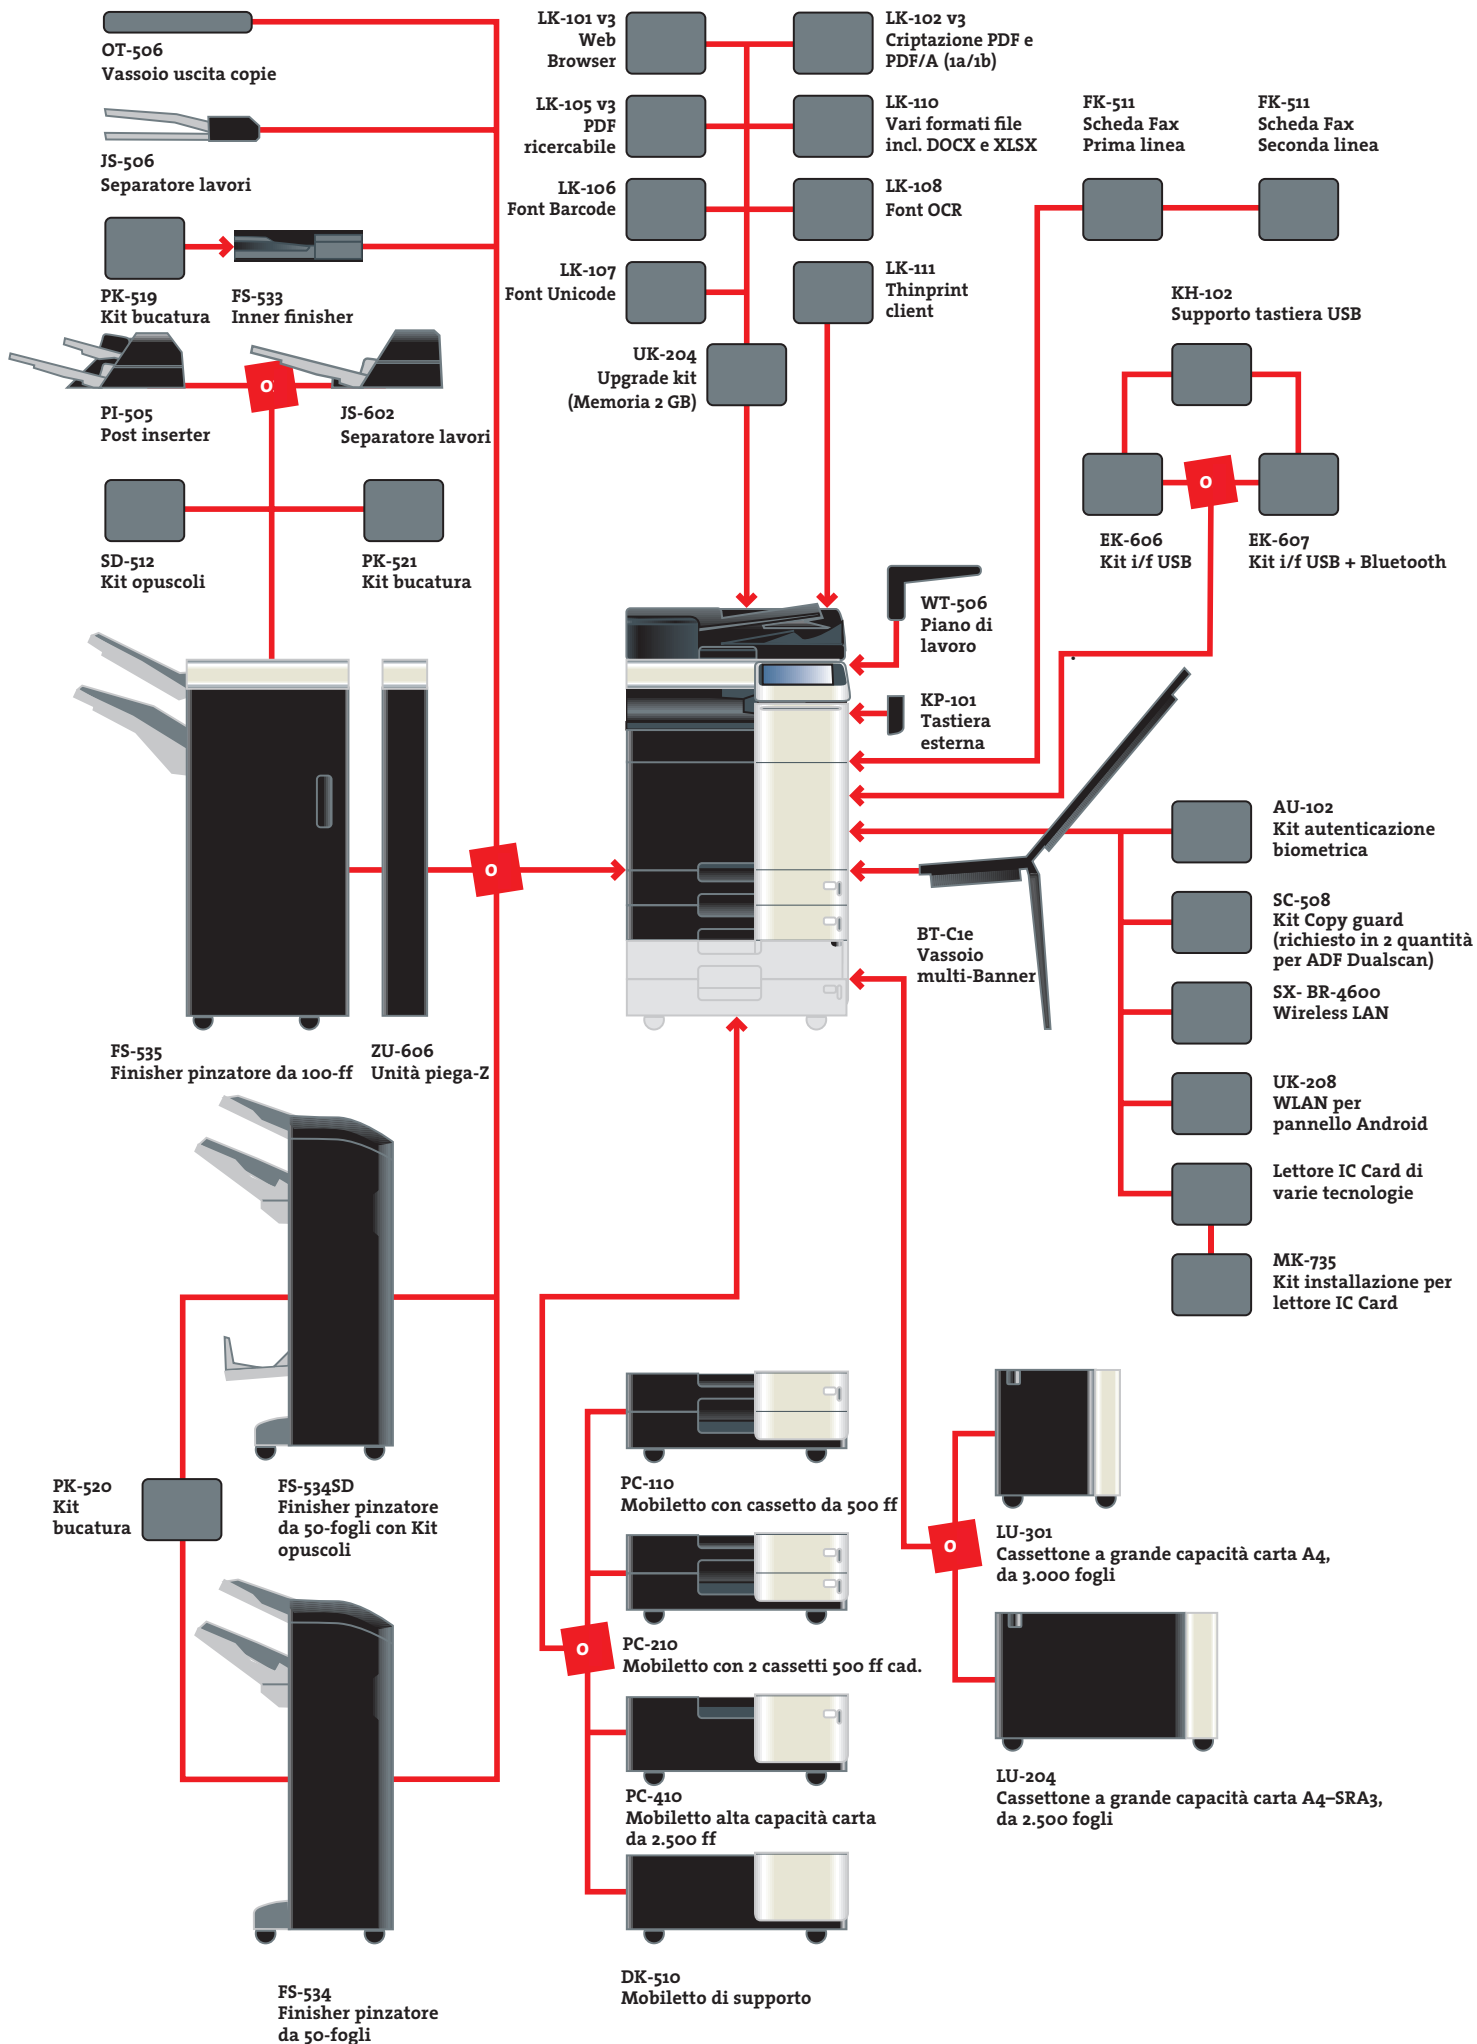 OT-506
Vassoio uscita copie
JS-506
Separatore lavori
PK-519
Kit bucatura
FS-533
Inner finisher
O
PI-505
Post inserter
JS-602
Separatore lavori
SD-512
Kit opuscoli
PK-521
Kit bucatura
LK-101 v3
Web
Browser
LK-102 v3
Criptazione PDF e
PDF/A (1a/1b)
LK-105 v3
PDF
ricercabile
LK-110
Vari formati file
incl. DOCX e XLSX
LK-106
Font Barcode
LK-108
Font OCR
LK-107
Font Unicode
LK-111
Thinprint
client
UK-204
Upgrade kit
(Memoria 2 GB)
FK-511
Scheda Fax
Prima linea
FK-511
Scheda Fax
Seconda linea
KH-102
Supporto tastiera USB
O
EK-606
Kit i/f USB
EK-607
Kit i/f USB + Bluetooth
WT-506
Piano di
lavoro
KP-101
Tastiera
esterna
O
AU-102
Kit autenticazione
biometrica
SC-508
Kit Copy guard
(richiesto in 2 quantità
per ADF Dualscan)
BT-C1e
Vassoio
multi-Banner
SX- BR-4600
Wireless LAN
FS-535
Finisher pinzatore da 100-ff
ZU-606
Unità piega-Z
UK-208
WLAN per
pannello Android
Lettore IC Card di
varie tecnologie
MK-735
Kit installazione per
lettore IC Card
PK-520
Kit
bucatura
FS-534SD
Finisher pinzatore
da 50-fogli con Kit
opuscoli
PC-110
Mobiletto con cassetto da 500 ff
O
LU-301
Cassettone a grande capacità carta A4,
da 3.000 fogli
O
PC-210
Mobiletto con 2 cassetti 500 ff cad.
LU-204
Cassettone a grande capacità carta A4–SRA3,
da 2.500 fogli
PC-410
Mobiletto alta capacità carta
da 2.500 ff
DK-510
Mobiletto di supporto
FS-534
Finisher pinzatore
da 50-fogli